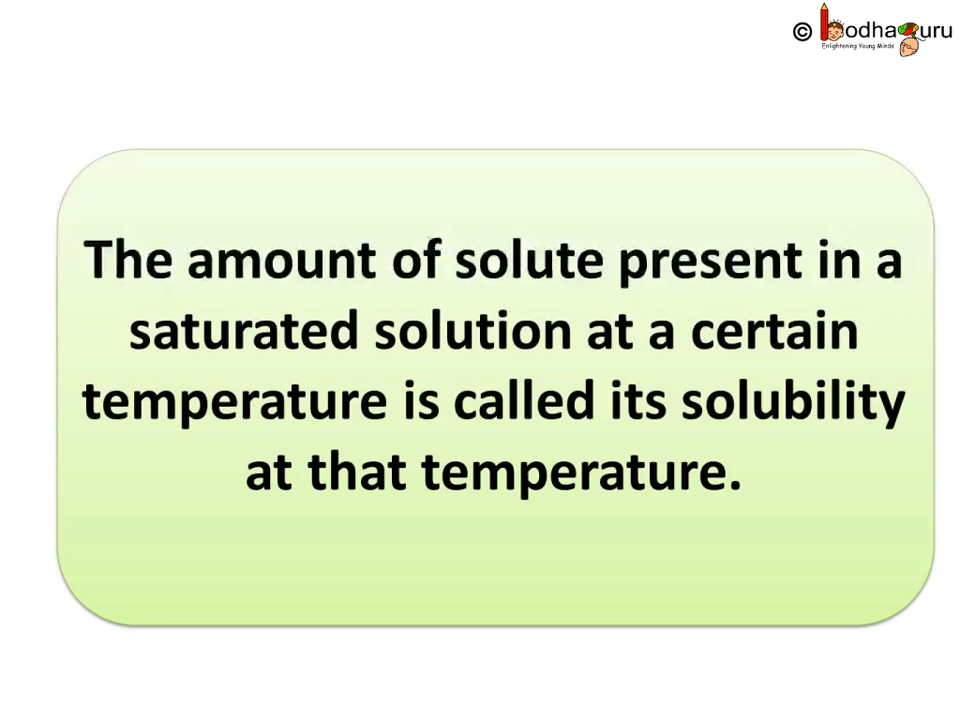 © bodhaguru
Enlightening Young Minds
The amount of solute present in a
saturated solution at a certain
temperature is called its solubility
at that temperature.